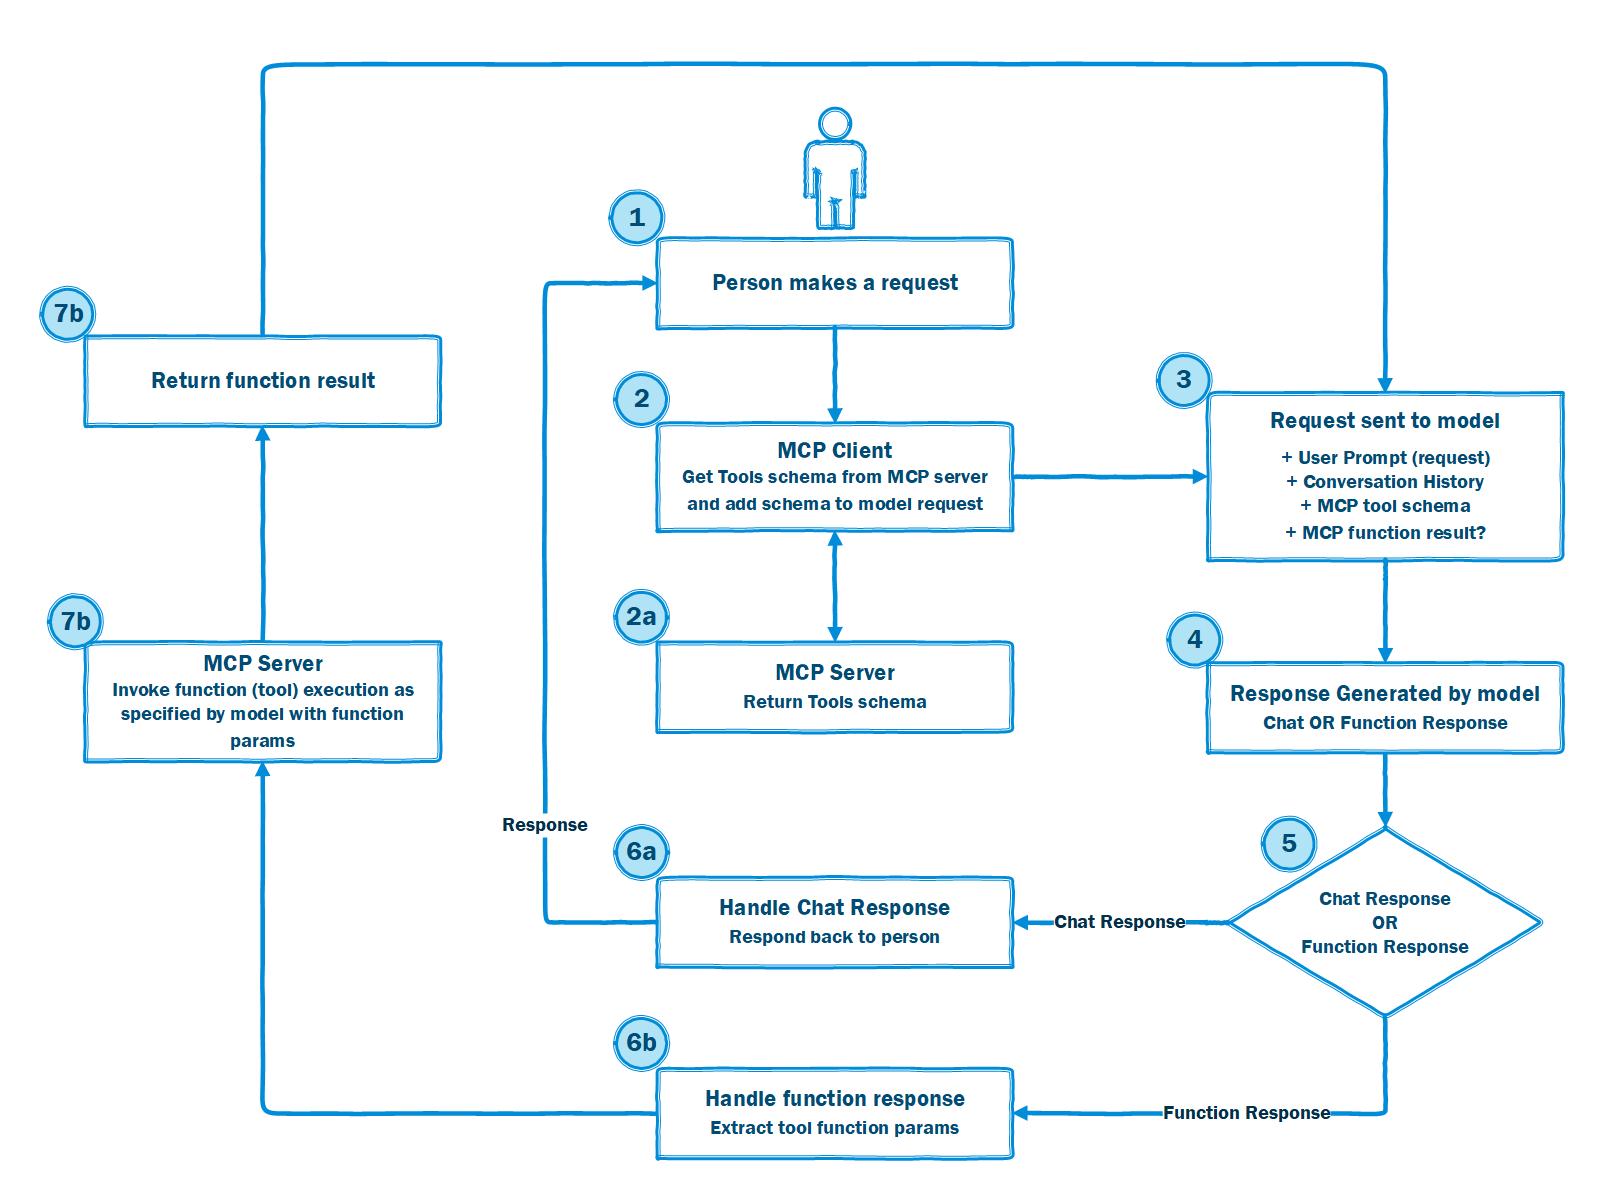 1
Person makes a request
7b
Return function result
2
MCP Client
Get Tools schema from MCP server
and add schema to model request
3
Request sent to model
+ User Prompt (request)
+ Conversation History
+ MCP tool schema
+ MCP function result?
2a
MCP Server
Return Tools schema
7b
MCP Server
Invoke function (tool) execution as
specified by model with function
params
4
Response Generated by model
Chat OR Function Response
Response
5
Chat Response
OR
Function Response
Chat Response
6a
Handle Chat Response
Respond back to person
6b
Handle function response
Extract tool function params
Function Response